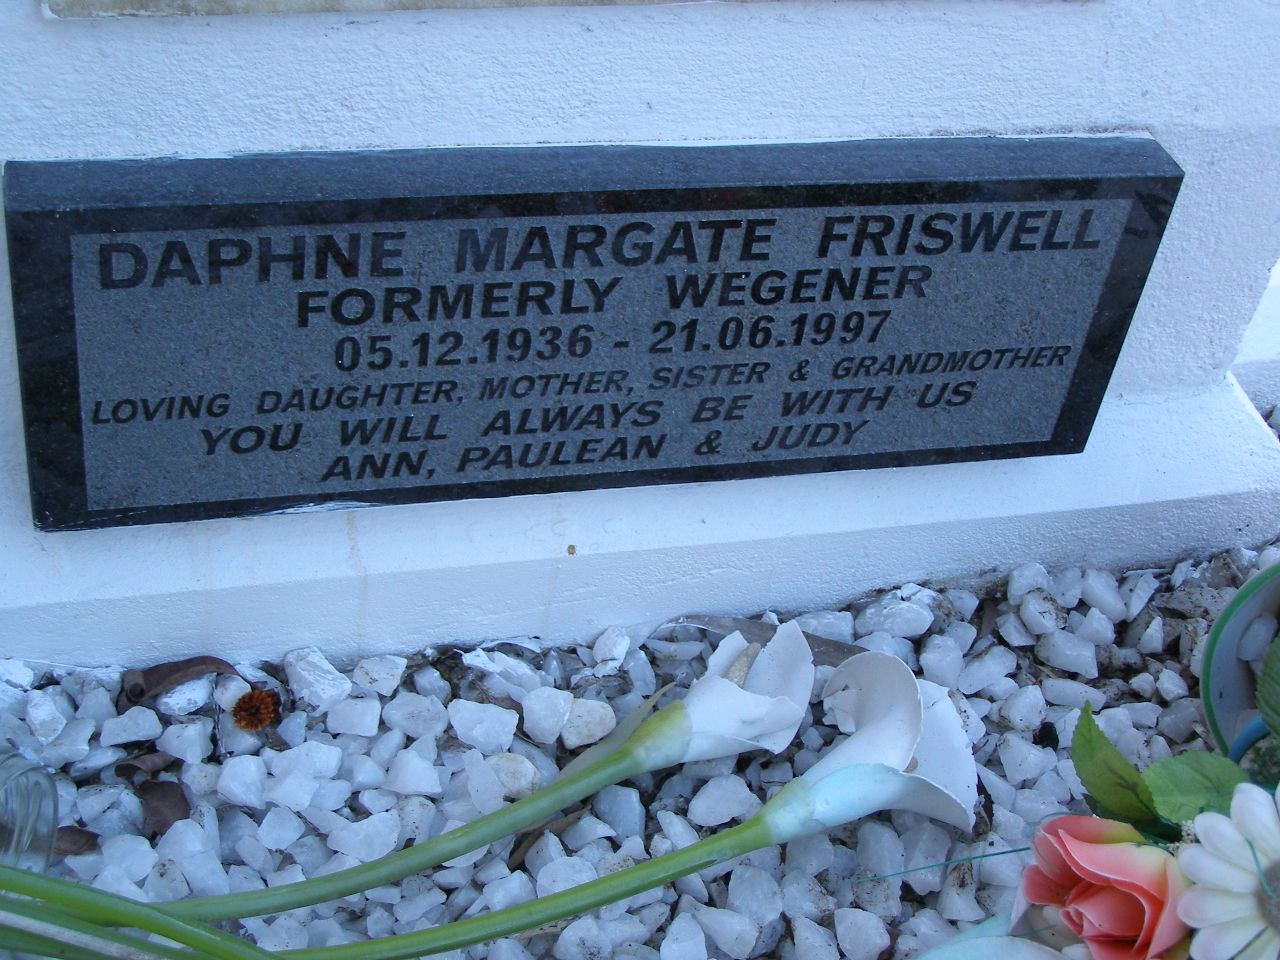 DAPHNE MARGATE FRISWELL
FORMERLY WEGENER
05.12.1936 - 21.06.1997
LOVING DAUGHTER, MOTHER, SISTER & GRANDMOTHER
YOU WILL ALWAYS BE WITH US
ANN, PAULEAN & JUDY